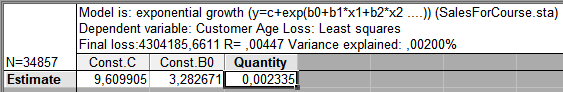 Model is: exponential growth (y=c+exp(b0+b1*x1+b2*x2 ....)) (SalesForCourse.sta)
Dependent variable: Customer Age Loss: Least squares
Final loss:4304185,6611 R= ,00447 Variance explained: ,00200%
N=34857 Const.C Const.B0 Quantity
Estimate 9,609905 3,282671 0,002335